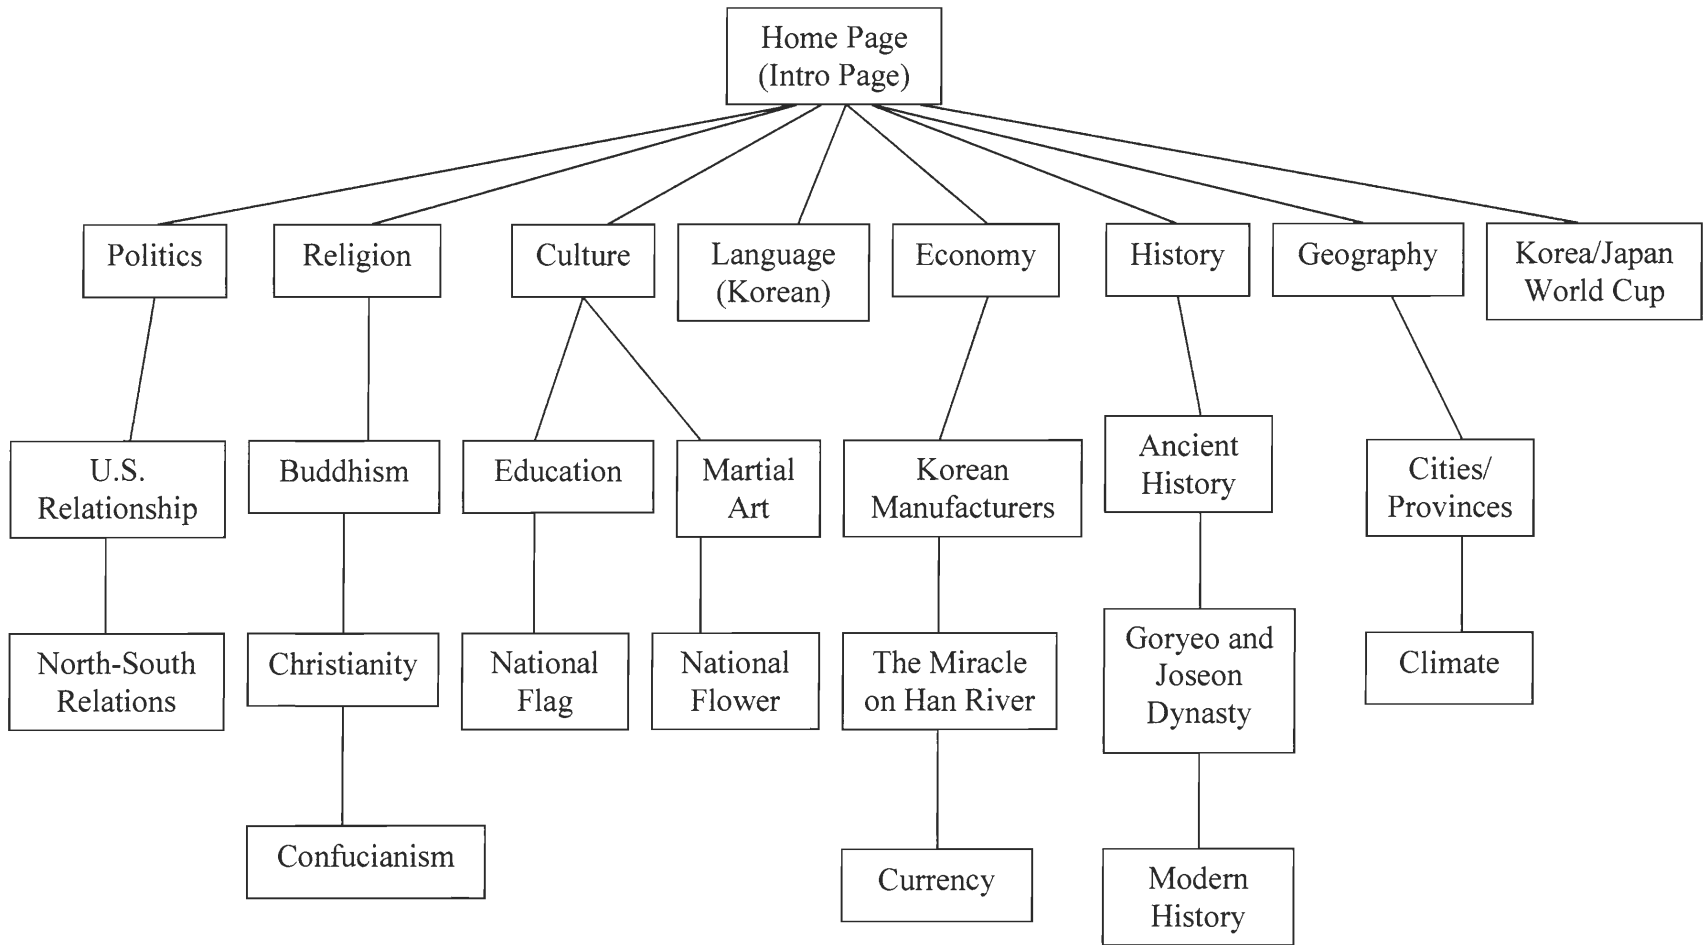 Home Page
(Intro Page)
Politics
Religion
Culture
Language
(Korean)
Economy
History
Geography
Korea/Japan
World Cup
U.S.
Relationship
Buddhism
Education
Martial
Art
Korean
Manufacturers
Ancient
History
Cities/
Provinces
North-South
Relations
Christianity
National
Flag
National
Flower
The Miracle
on Han River
Goryeo and
Joseon
Dynasty
Climate
Confucianism
Currency
Modern
History